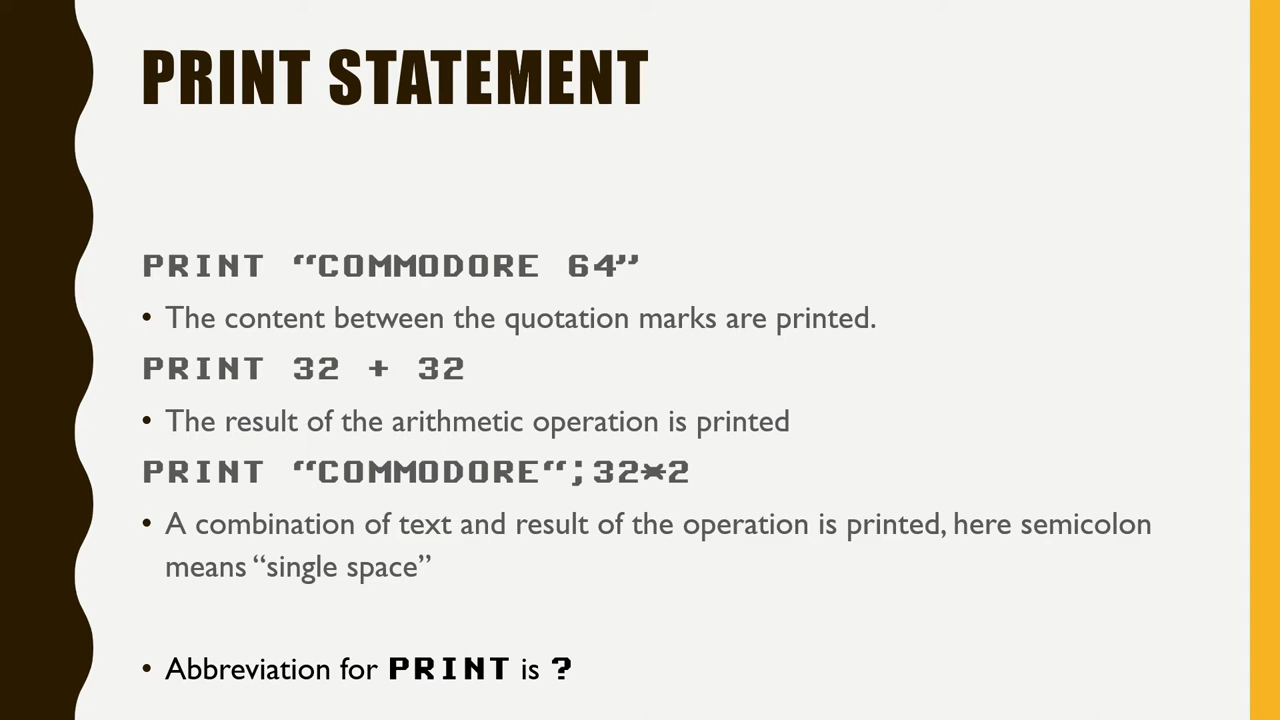 PRINT STATEMENT
PRINT “COMMODORE 64”
• The content between the quotation marks are printed.
PRINT 32 + 32
• The result of the arithmetic operation is printed
PRINT “COMMODORE“;32*2
• A combination of text and result of the operation is printed, here semicolon
means “single space”
• Abbreviation for PRINT is ?